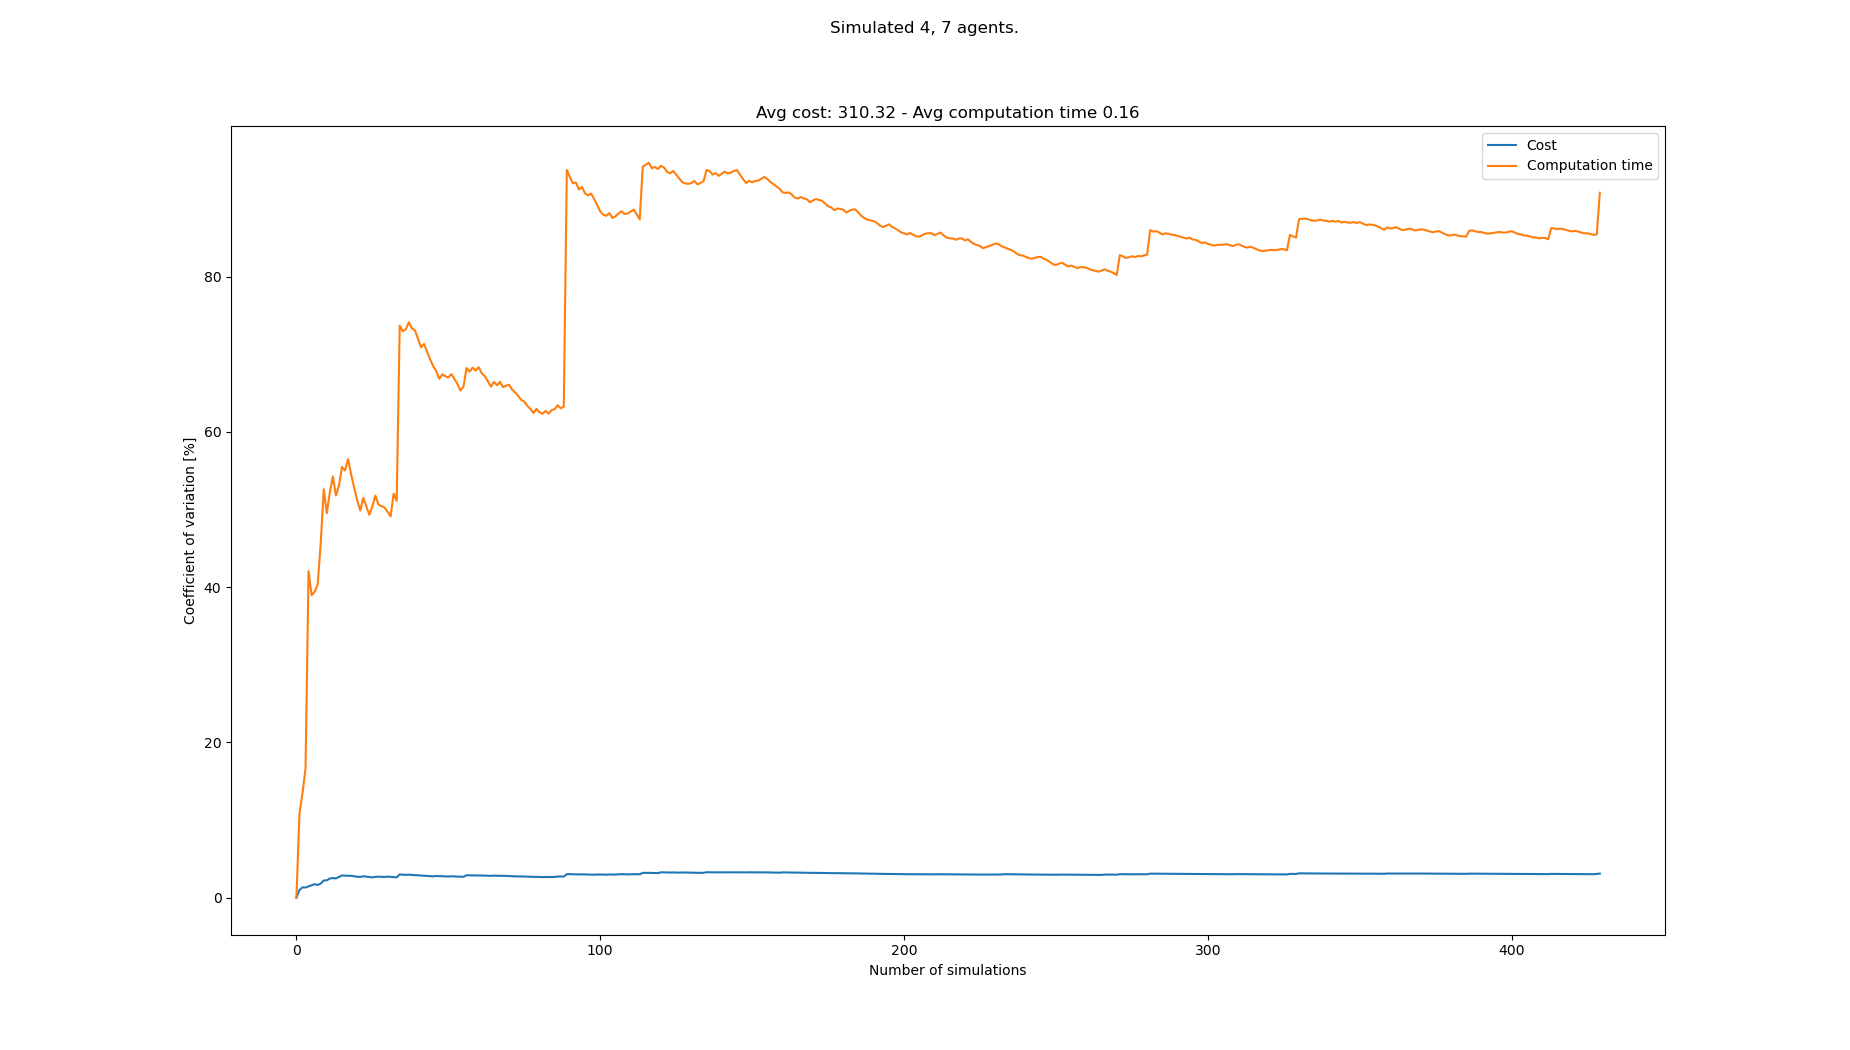 Simulated 4, 7 agents.
Avg cost: 310.32 - Avg computation time 0.16
Cost
Computation time
Coefficient of variation [%]
80
60
40
20
0
0 100 200 300 400
Number of simulations